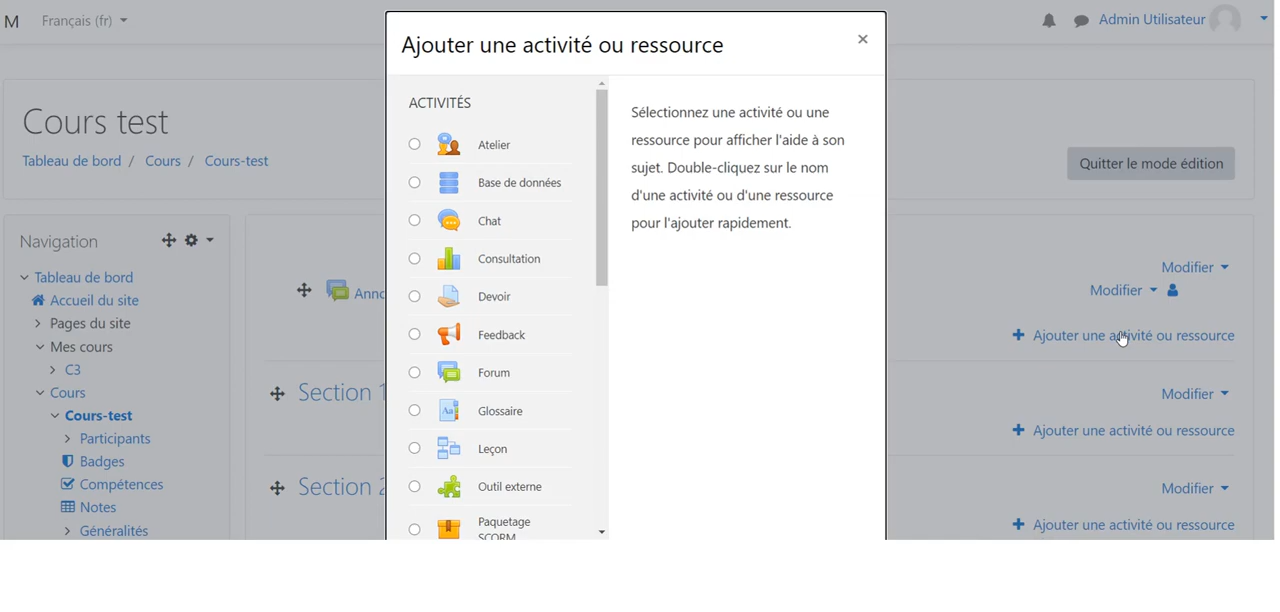 M Français (fr) Admin Utilisateur
Ajouter une activité ou ressource ×
Cours test
Tableau de bord / Cours / Cours-test
Quitter le mode édition
Navigation
Tableau de bord
Accueil du site
Pages du site
Mes cours
C3
Cours
Cours-test
Participants
Badges
Compétences
Notes
Généralités
ACTIVITÉS
Atelier
Base de données
Chat
Consultation
Devoir
Feedback
Forum
Glossaire
Leçon
Outil externe
Paquetage
SCORM
Sélectionnez une activité ou une
ressource pour afficher l'aide à son
sujet. Double-cliquez sur le nom
d'une activité ou d'une ressource
pour l'ajouter rapidement.
Modifier
Anno
Modifier
Ajouter une activité ou ressource
Section 1
Modifier
Ajouter une activité ou ressource
Section 2
Modifier
Ajouter une activité ou ressource